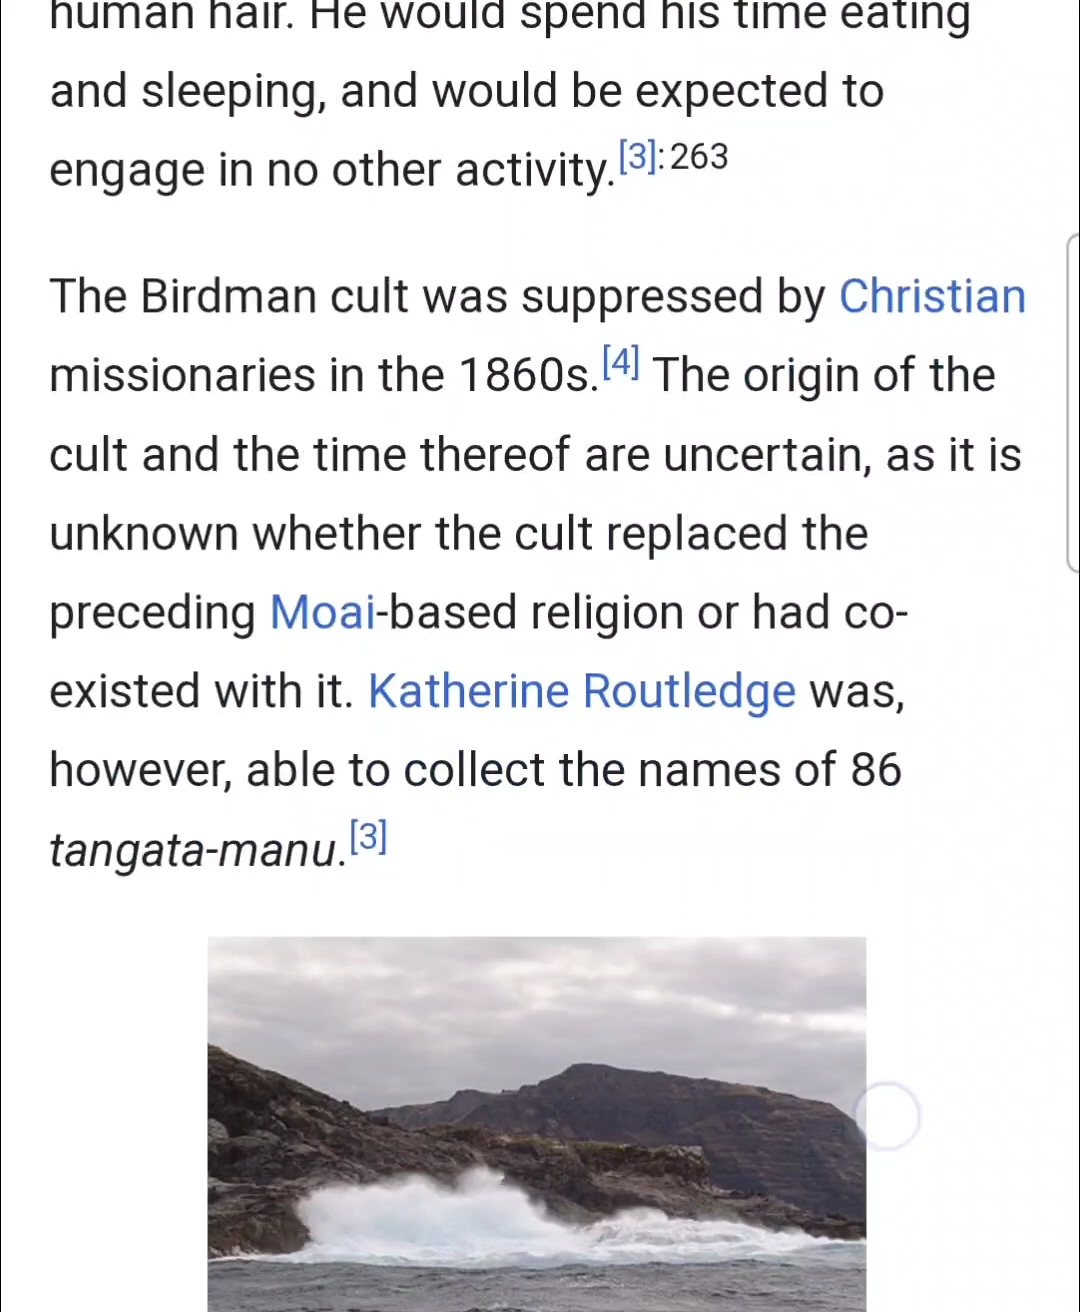 human hair. He would spend his time eating
and sleeping, and would be expected to
engage in no other activity.[3]:263
The Birdman cult was suppressed by Christian
missionaries in the 1860s.[4] The origin of the
cult and the time thereof are uncertain, as it is
unknown whether the cult replaced the
preceding Moai-based religion or had co-
existed with it. Katherine Routledge was,
however, able to collect the names of 86
tangata-manu.[3]